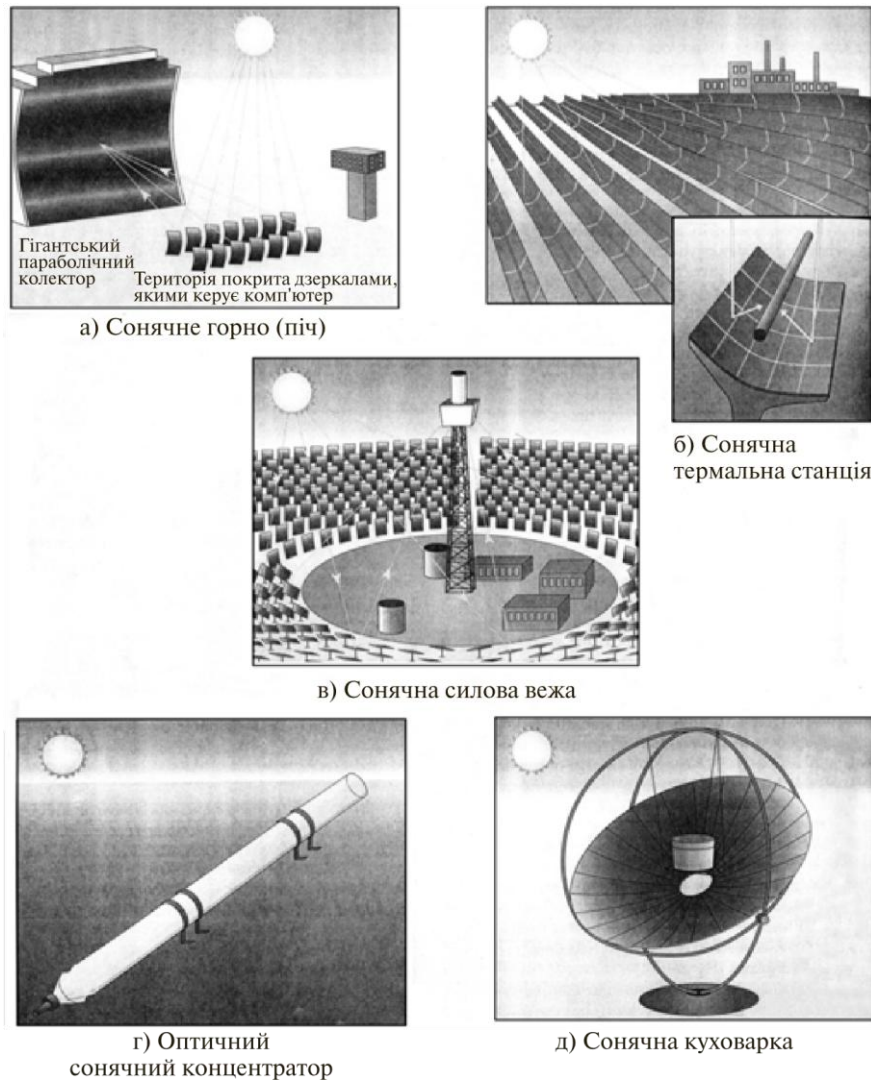 Гігантський
параболічний
колектор
Територія покрита дзеркалами,
якими керує комп'ютер
а) Сонячне горно (піч)
б) Сонячна
термальна станція
в) Сонячна силова вежа
г) Оптичний
сонячний концентратор
д) Сонячна куховарка